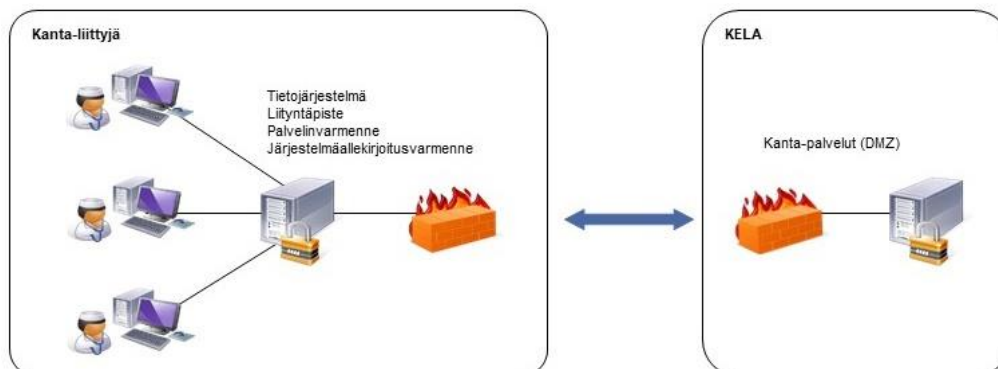 Kanta-liittyjä
Tietojärjestelmä
Liityntäpiste
Palvelinvarmenne
Järjestelmäallekirjoitusvarmenne
KELA
Kanta-palvelut (DMZ)